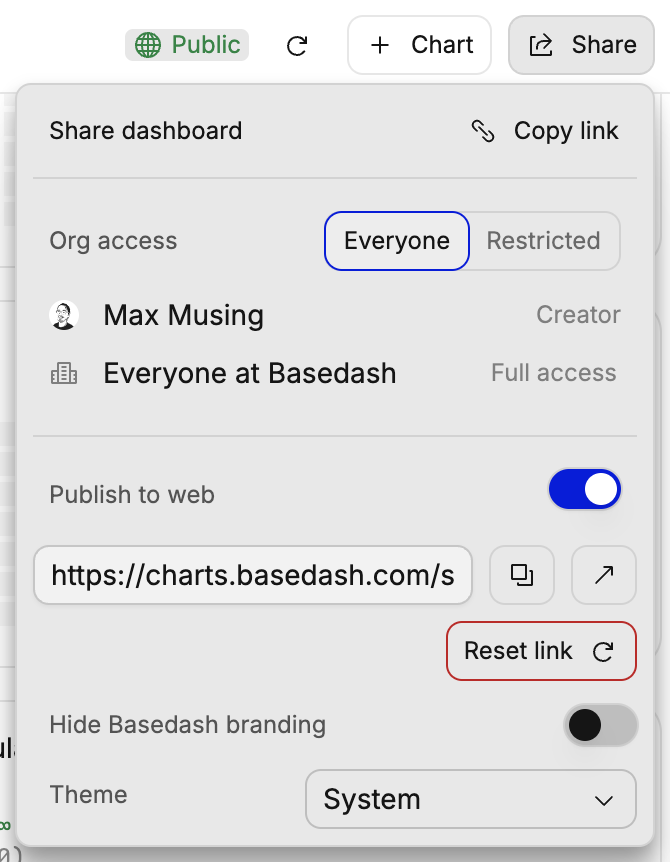 Public
Chart
Share
Share dashboard
Copy link
Org access
Everyone
Restricted
Max Musing
Creator
Everyone at Basedash
Full access
Publish to web
https://charts.basedash.com/s
Reset link
Hide Basedash branding
Theme
System